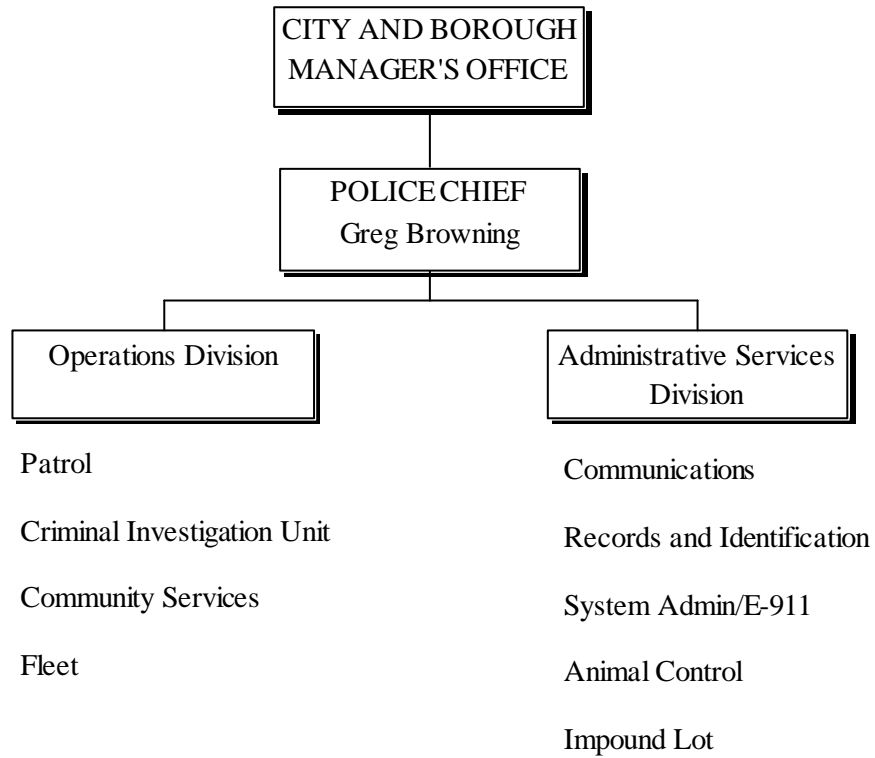 CITY AND BOROUGH
MANAGER'S OFFICE
POLICE CHIEF
Greg Browning
Operations Division
Patrol
Criminal Investigation Unit
Community Services
Fleet
Administrative Services
Division
Communications
Records and Identification
System Admin/E-911
Animal Control
Impound Lot